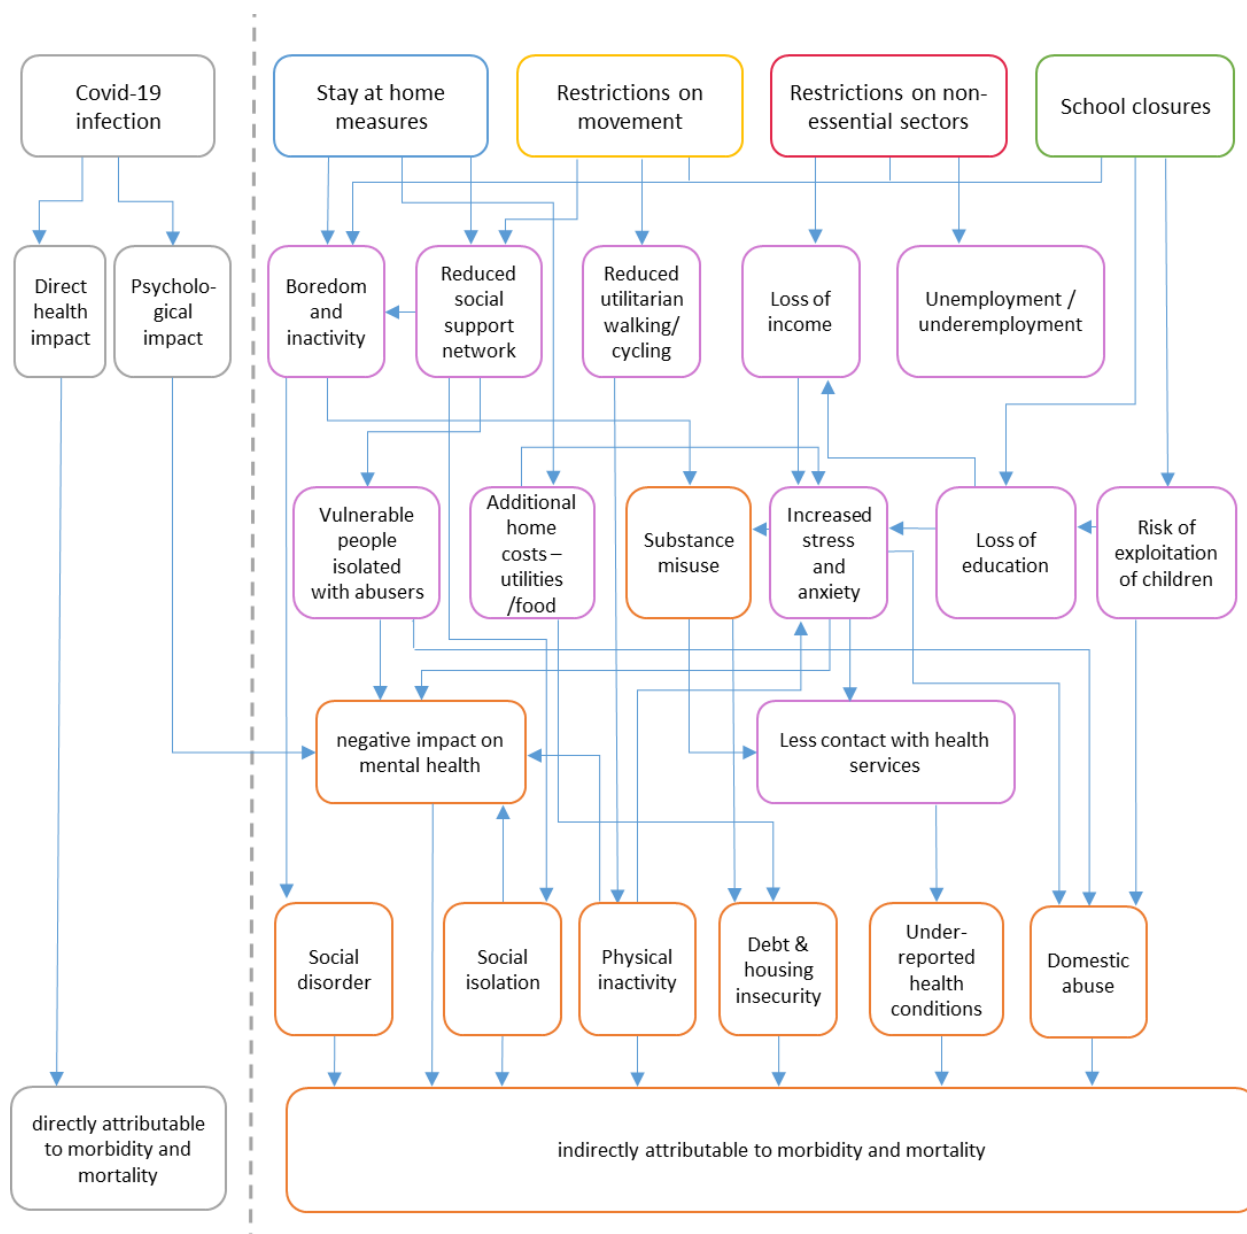 Covid-19
infection
Stay at home
measures
Restrictions on
movement
Restrictions on non-
essential sectors
School closures
Direct
health
impact
Psycholo-
gical
impact
Boredom
and
inactivity
Reduced
social
support
network
Reduced
utilitarian
walking/
cycling
Loss of
income
Unemployment /
underemployment
Vulnerable
people
isolated
with abusers
Additional
home
costs –
utilities
/food
Substance
misuse
Increased
stress
and
anxiety
Loss of
education
Risk of
exploitation
of children
negative impact on
mental health
Less contact with health
services
Social
disorder
Social
isolation
Physical
inactivity
Debt &
housing
insecurity
Under-
reported
health
conditions
Domestic
abuse
directly attributable
to morbidity and
mortality
indirectly attributable to morbidity and mortality